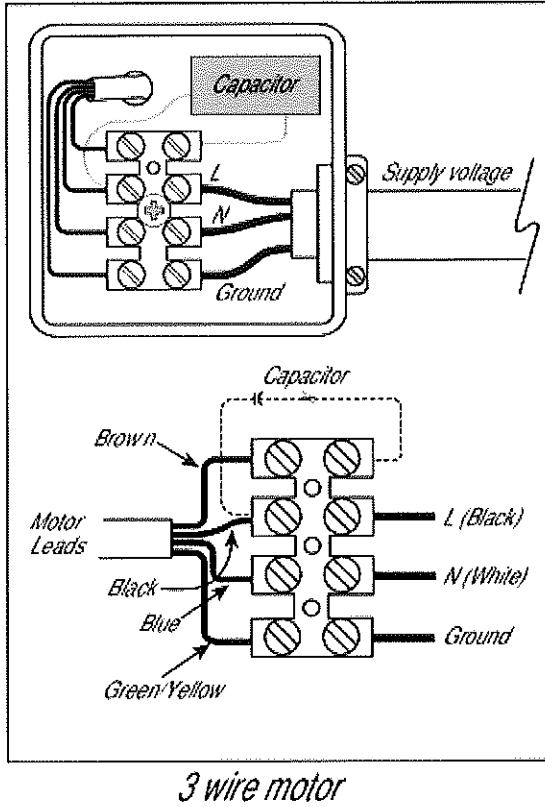 Capacitor
L
Supply voltage
N
Ground
Capacitor
Brown
Motor
Leads
L (Black)
N (White)
Black
Blue
Ground
Green/Yellow
3 wire motor